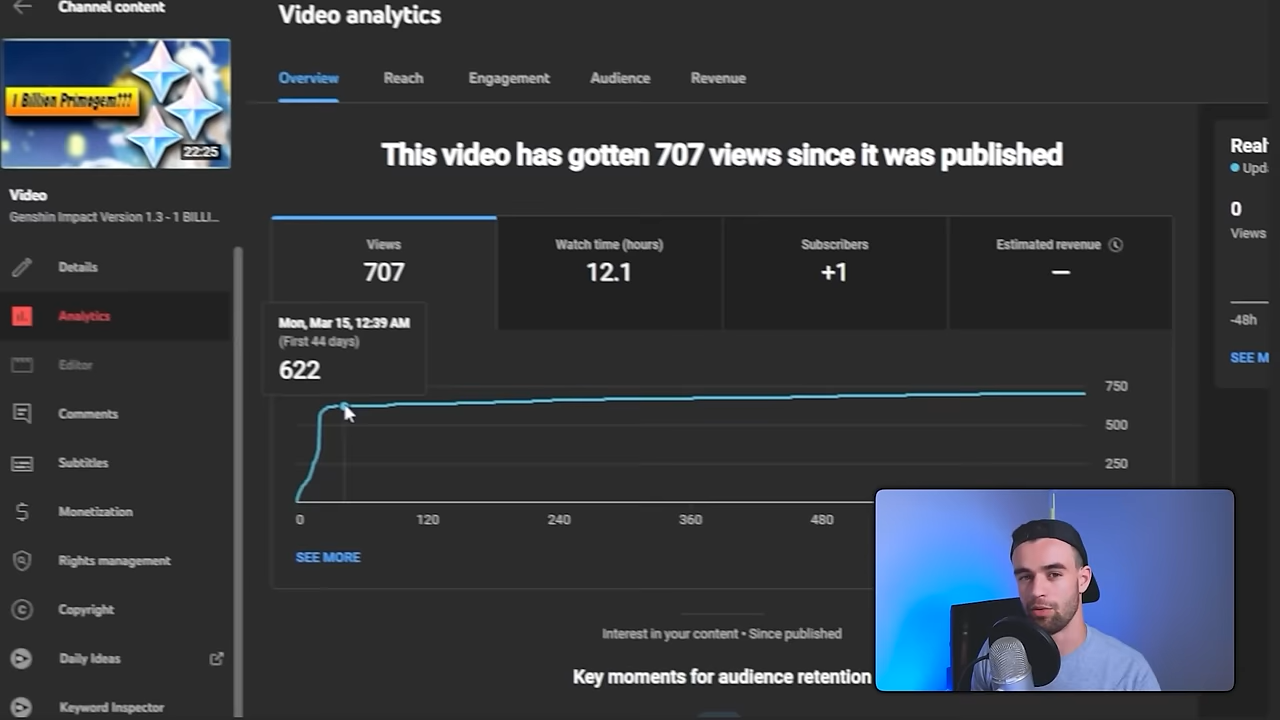 Channel content
1 Billion Primogem???
22:25
Video
Genshin Impact Version 1.3 - 1 BILLI...
Details
Analytics
Editor
Comments
Subtitles
Monetization
Rights management
Copyright
Daily Ideas
Keyword Inspector
Video analytics
Overview Reach Engagement Audience Revenue
This video has gotten 707 views since it was published
Views
707
Watch time (hours)
12.1
Subscribers
+1
Estimated revenue
—
Mon, Mar 15, 12:39 AM
(First 44 days)
622
750
500
250
0 120 240 360 480
SEE MORE
Interest in your content • Since published
Key moments for audience retention
Real
Upd
0
Views
-48h
SEE M